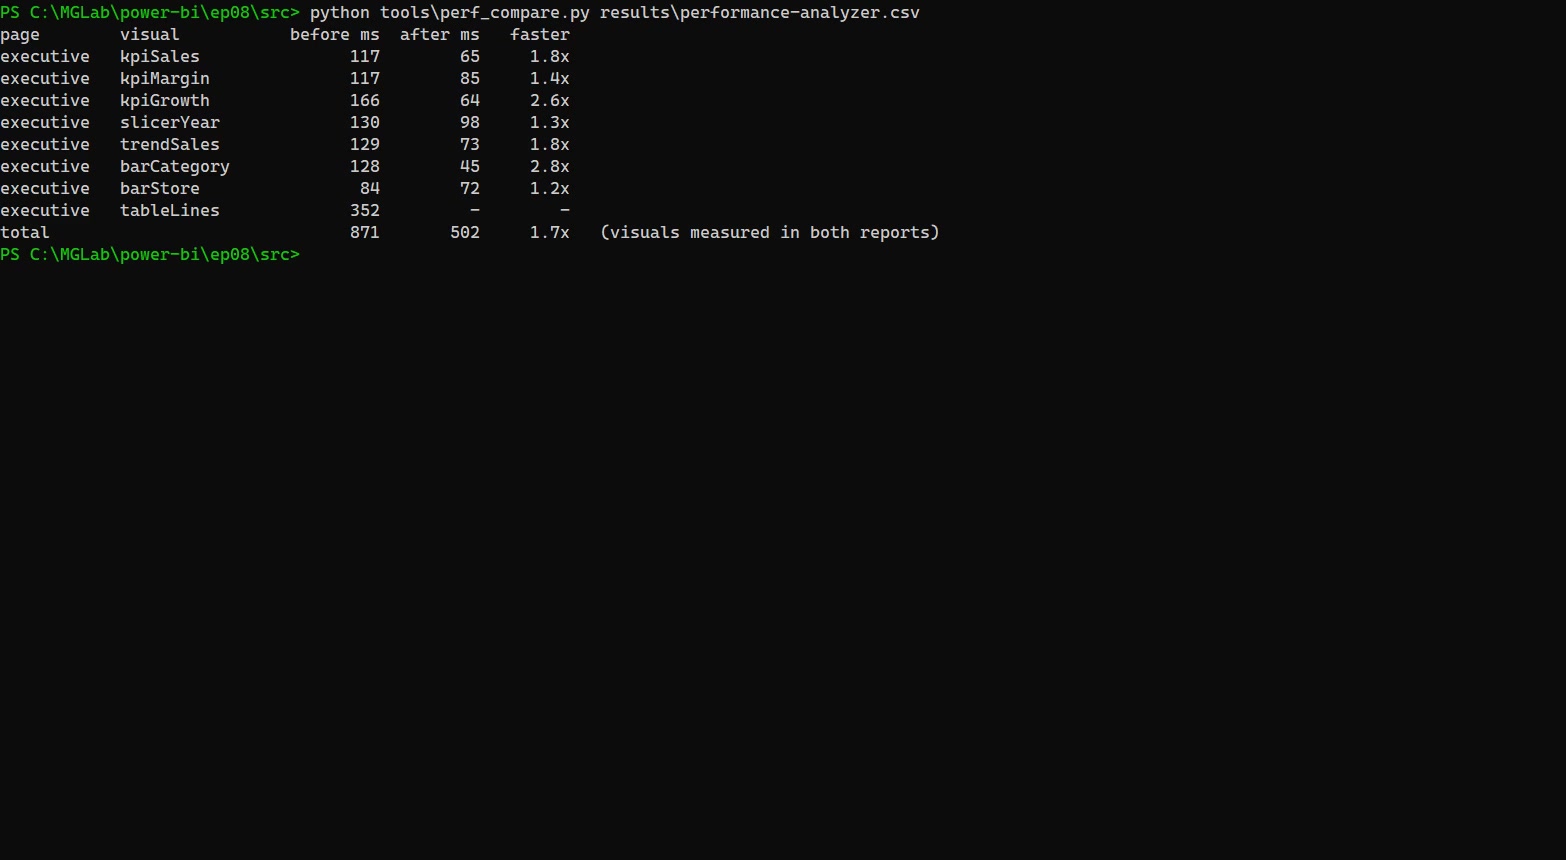 PS C:\MGLab\power-bi\ep08\src> python tools\perf_compare.py results\performance-analyzer.csv
page        visual           before ms  after ms   faster
executive   kpiSales               117        65     1.8x
executive   kpiMargin              117        85     1.4x
executive   kpiGrowth              166        64     2.6x
executive   slicerYear             130        98     1.3x
executive   trendSales             129        73     1.8x
executive   barCategory            128        45     2.8x
executive   barStore                84        72     1.2x
executive   tableLines             352         -        -
total                              871       502     1.7x   (visuals measured in both reports)
PS C:\MGLab\power-bi\ep08\src>